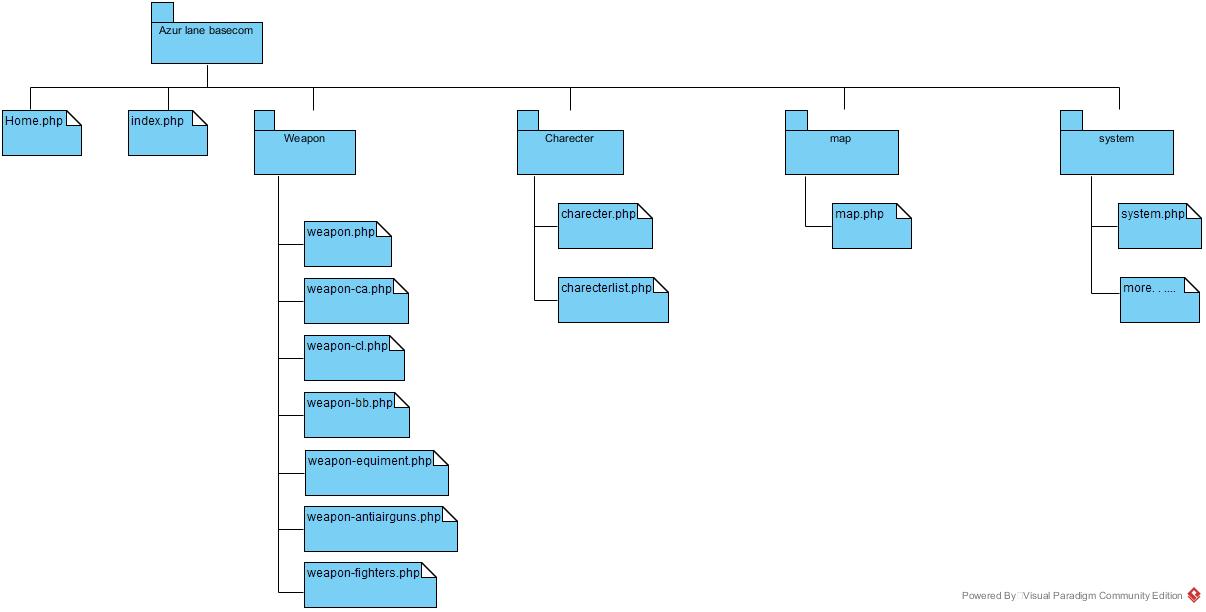 Azur lane basecom
Home.php
index.php
Weapon
Charecter
map
system
weapon.php
weapon-ca.php
weapon-cl.php
weapon-bb.php
weapon-equiment.php
weapon-antiairguns.php
weapon-fighters.php
charecter.php
charecterlist.php
map.php
system.php
more. . ....
Powered By Visual Paradigm Community Edition